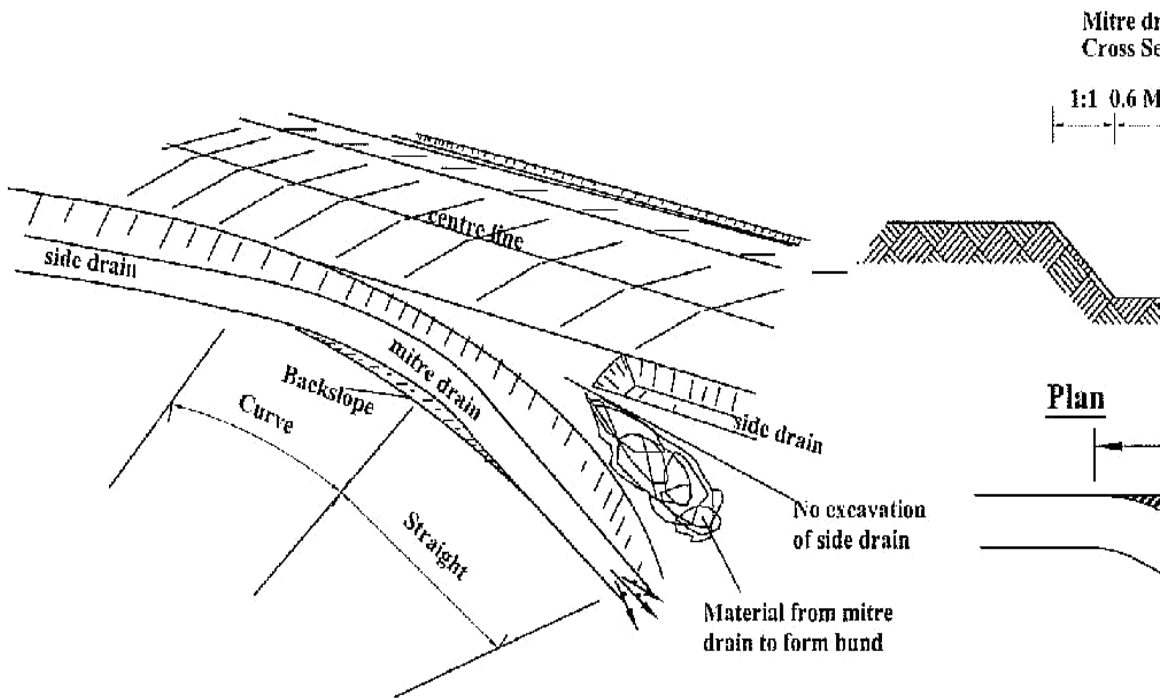 Mitre dr
Cross Se
1:1 0.6 M
centre line
side drain
mitre drain
Backslope
Curve
side drain
Plan
No excavation
of side drain
Straight
Material from mitre
drain to form bund